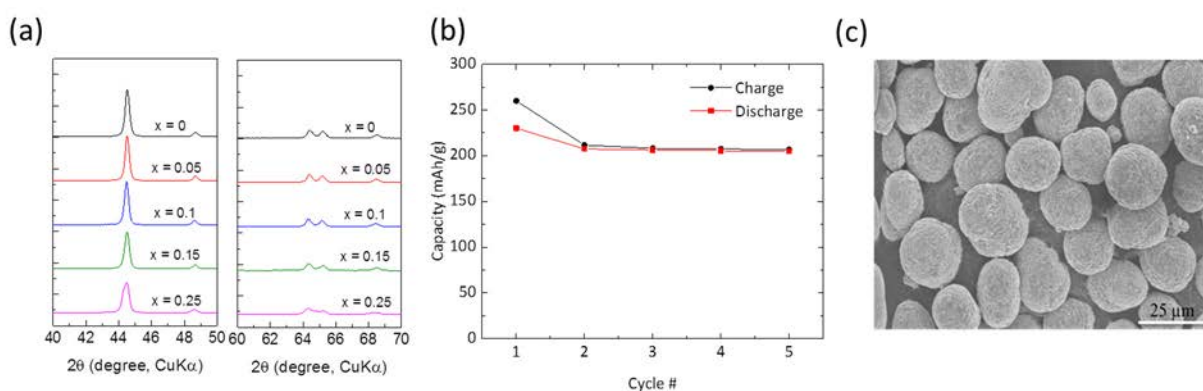 (a)
x = 0
x = 0.05
x = 0.1
x = 0.15
x = 0.25
40 42 44 46 48 50
2θ (degree, CuKα)
x = 0
x = 0.05
x = 0.1
x = 0.15
x = 0.25
60 62 64 66 68 70
2θ (degree, CuKα)
(b)
300
250
200
150
100
50
0
Capacity (mAh/g)
Charge
Discharge
1 2 3 4 5
Cycle #
(c)
25 µm